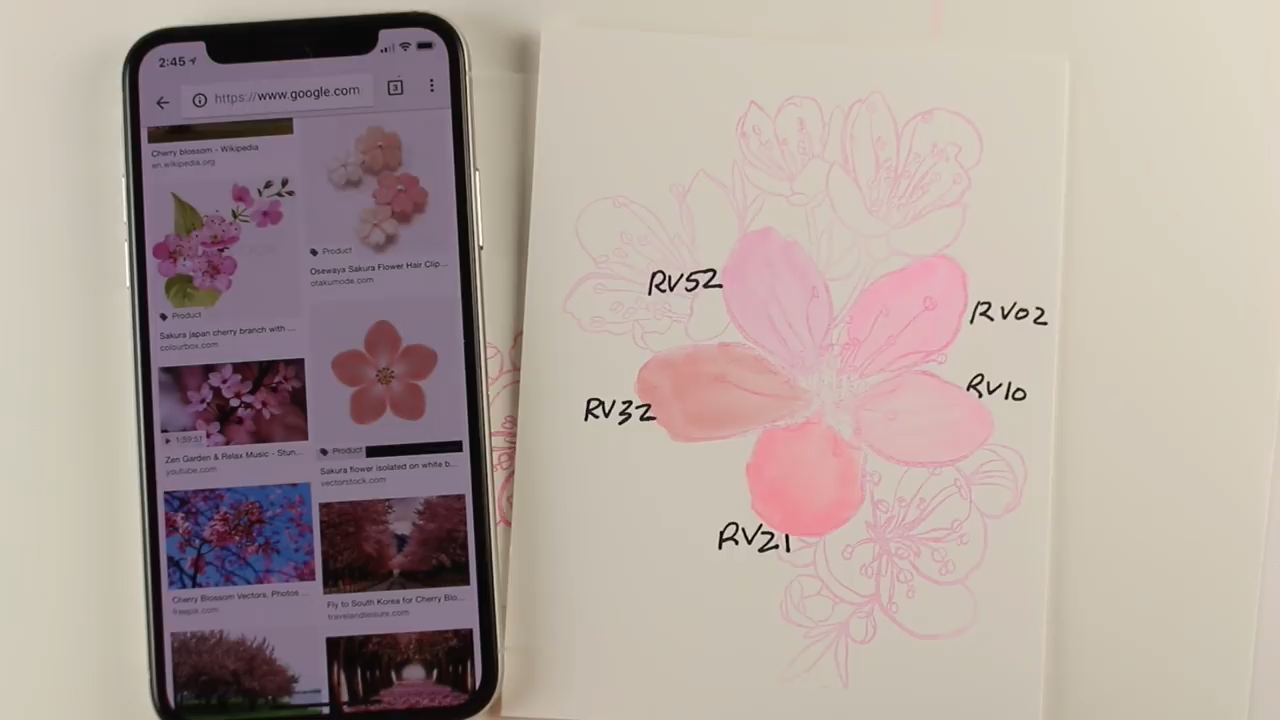 2:45
https://www.google.com
3
Cherry blossom - Wikipedia
en.wikipedia.org
Product
Osewaya Sakura Flower Hair Clip...
otakumode.com
Product
Sakura japan cherry branch with ...
colourbox.com
Product
Sakura flower isolated on white b...
vectorstock.com
1:59:57
Zen Garden & Relax Music - Stun...
youtube.com
Cherry Blossom Vectors, Photos ...
freepik.com
Fly to South Korea for Cherry Blo...
travelandleisure.com
RV52
RV02
RV10
RV32
RV21